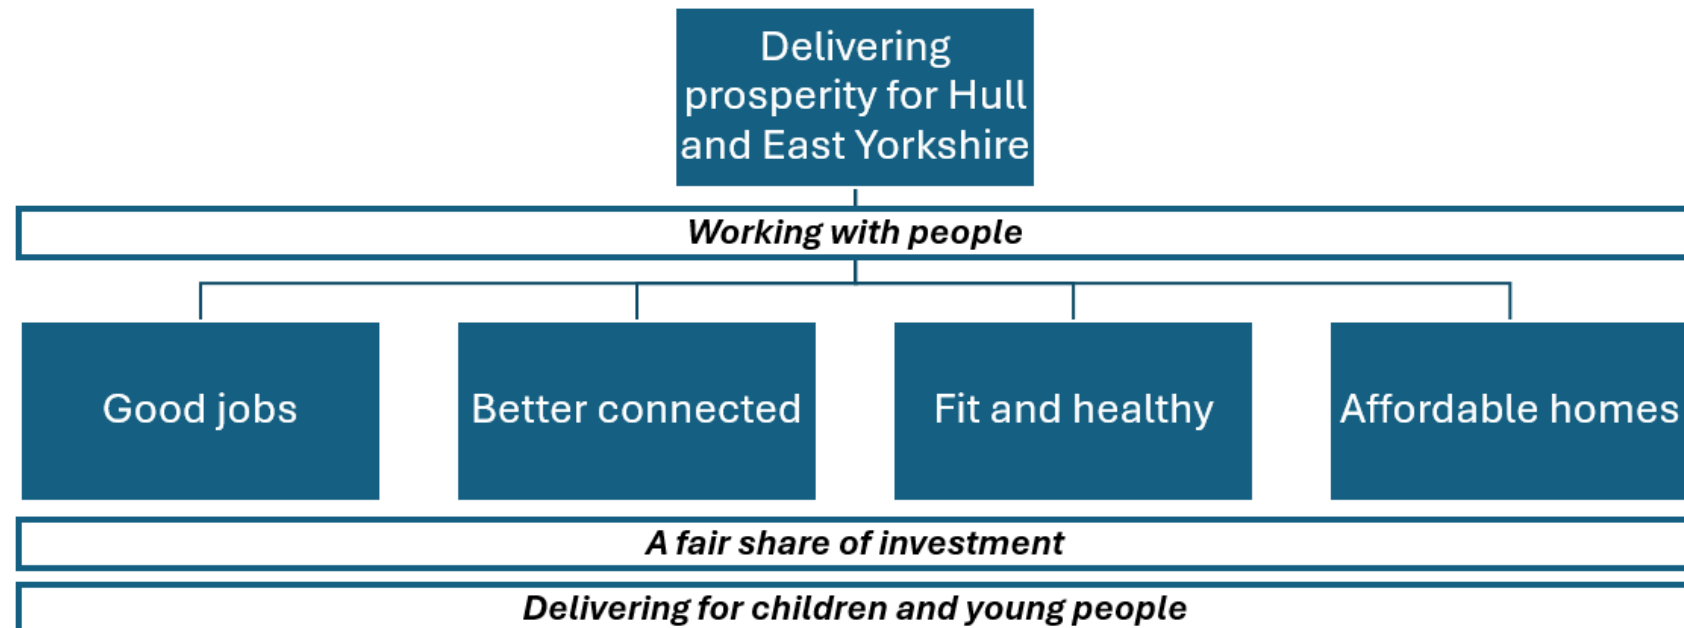 Delivering
prosperity for Hull
and East Yorkshire
Working with people
Good jobs
Better connected
Fit and healthy
Affordable homes
A fair share of investment
Delivering for children and young people